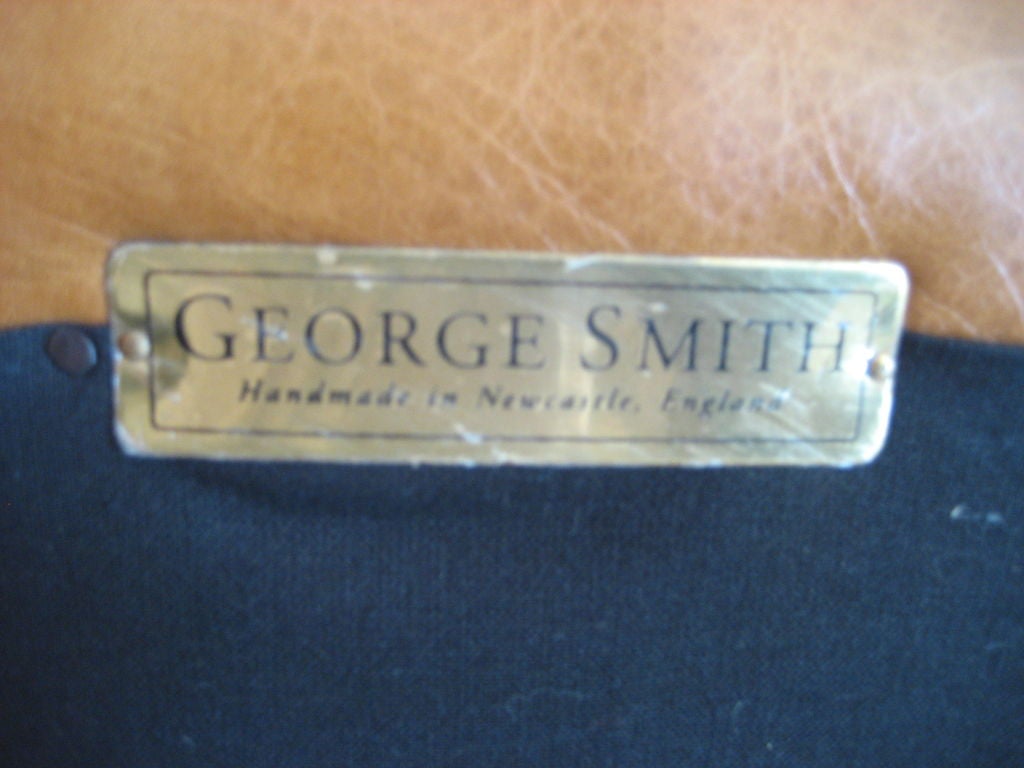 GEORGE SMITH
Handmade in Newcastle, England